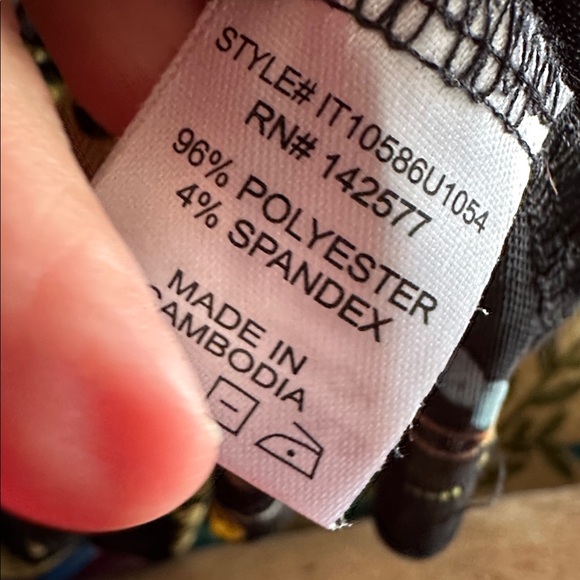 STYLE# IT10586U1054
RN# 142577
96% POLYESTER
4% SPANDEX
MADE IN
CAMBODIA